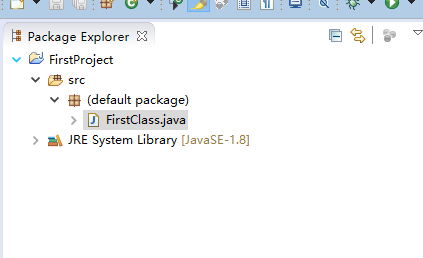 Package Explorer
FirstProject
src
(default package)
FirstClass.java
JRE System Library [JavaSE-1.8]